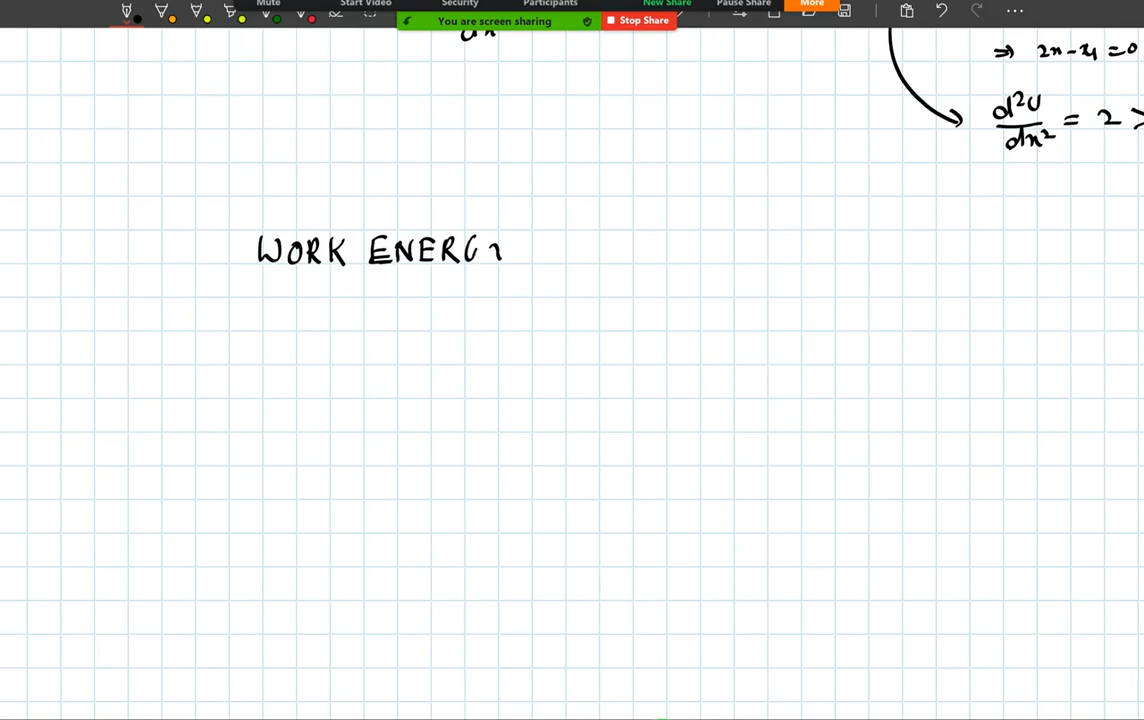 Mute Start Video Security Participants New Share Pause Share More
You are screen sharing Stop Share
⇒ 2x - 4 = 0
d²U/dx² = 2 >
WORK ENERG